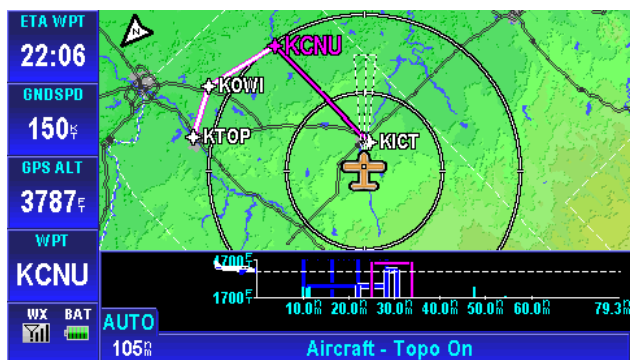 ETA WPT
22:06
GNDSPD
150KT
GPS ALT
3787FT
WPT
KCNU
WX BAT
N
KCNU
KOWI
KTOP
KICT
1700FT
1700FT
10.0nm 20.0nm 30.0nm 40.0nm 50.0nm 60.0nm 79.3nm
AUTO
105nm
Aircraft - Topo On